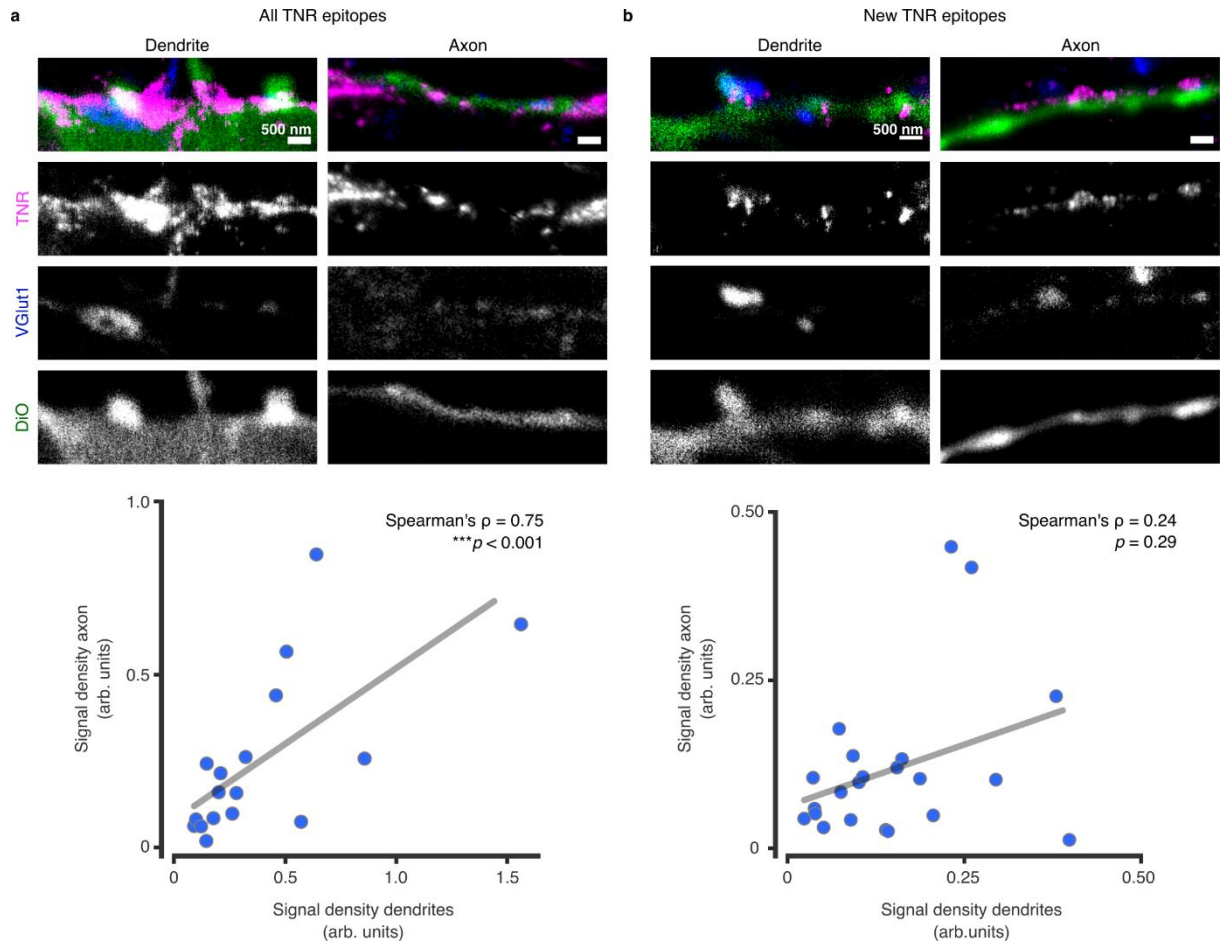 a
All TNR epitopes
Dendrite
Axon
500 nm
TNR
VGlut1
DiO
1.0
0.5
0
Signal density axon
(arb. units)
Spearman's ρ = 0.75
***p < 0.001
0
0.5
1.0
1.5
Signal density dendrites
(arb. units)
b
New TNR epitopes
Dendrite
Axon
500 nm
0.50
0.25
0
Signal density axon
(arb. units)
Spearman's ρ = 0.24
p = 0.29
0
0.25
0.50
Signal density dendrites
(arb.units)